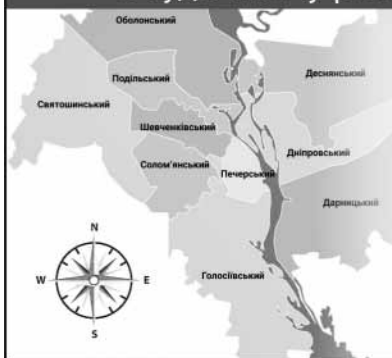 Оболонський
Подільський
Деснянський
Святошинський
Шевченківський
Дніпровський
Солом'янський
Печерський
Дарницький
Голосіївський
N
W
E
S